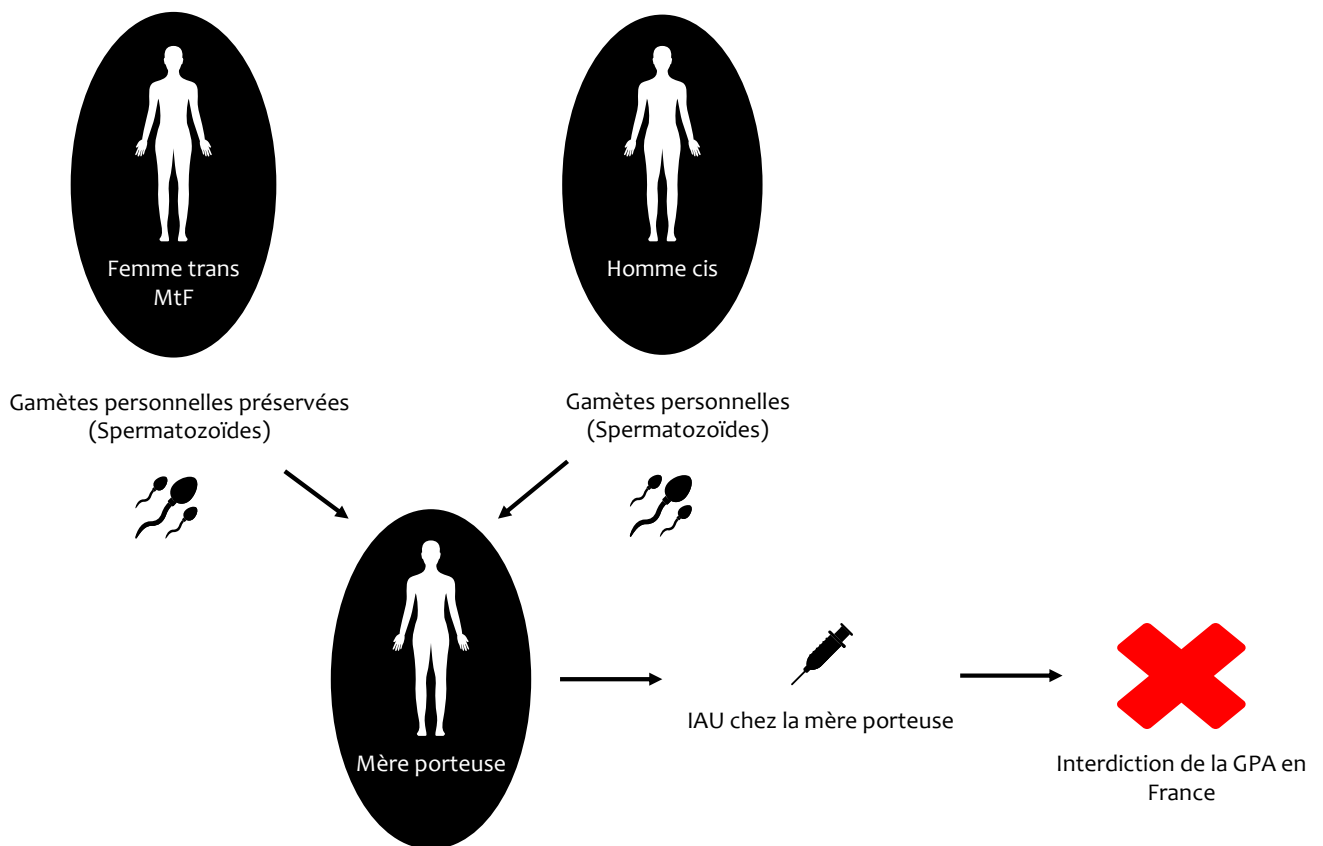 Femme trans
MtF
Homme cis
Gamètes personnelles préservées
(Spermatozoïdes)
Gamètes personnelles
(Spermatozoïdes)
Mère porteuse
IAU chez la mère porteuse
Interdiction de la GPA en
France